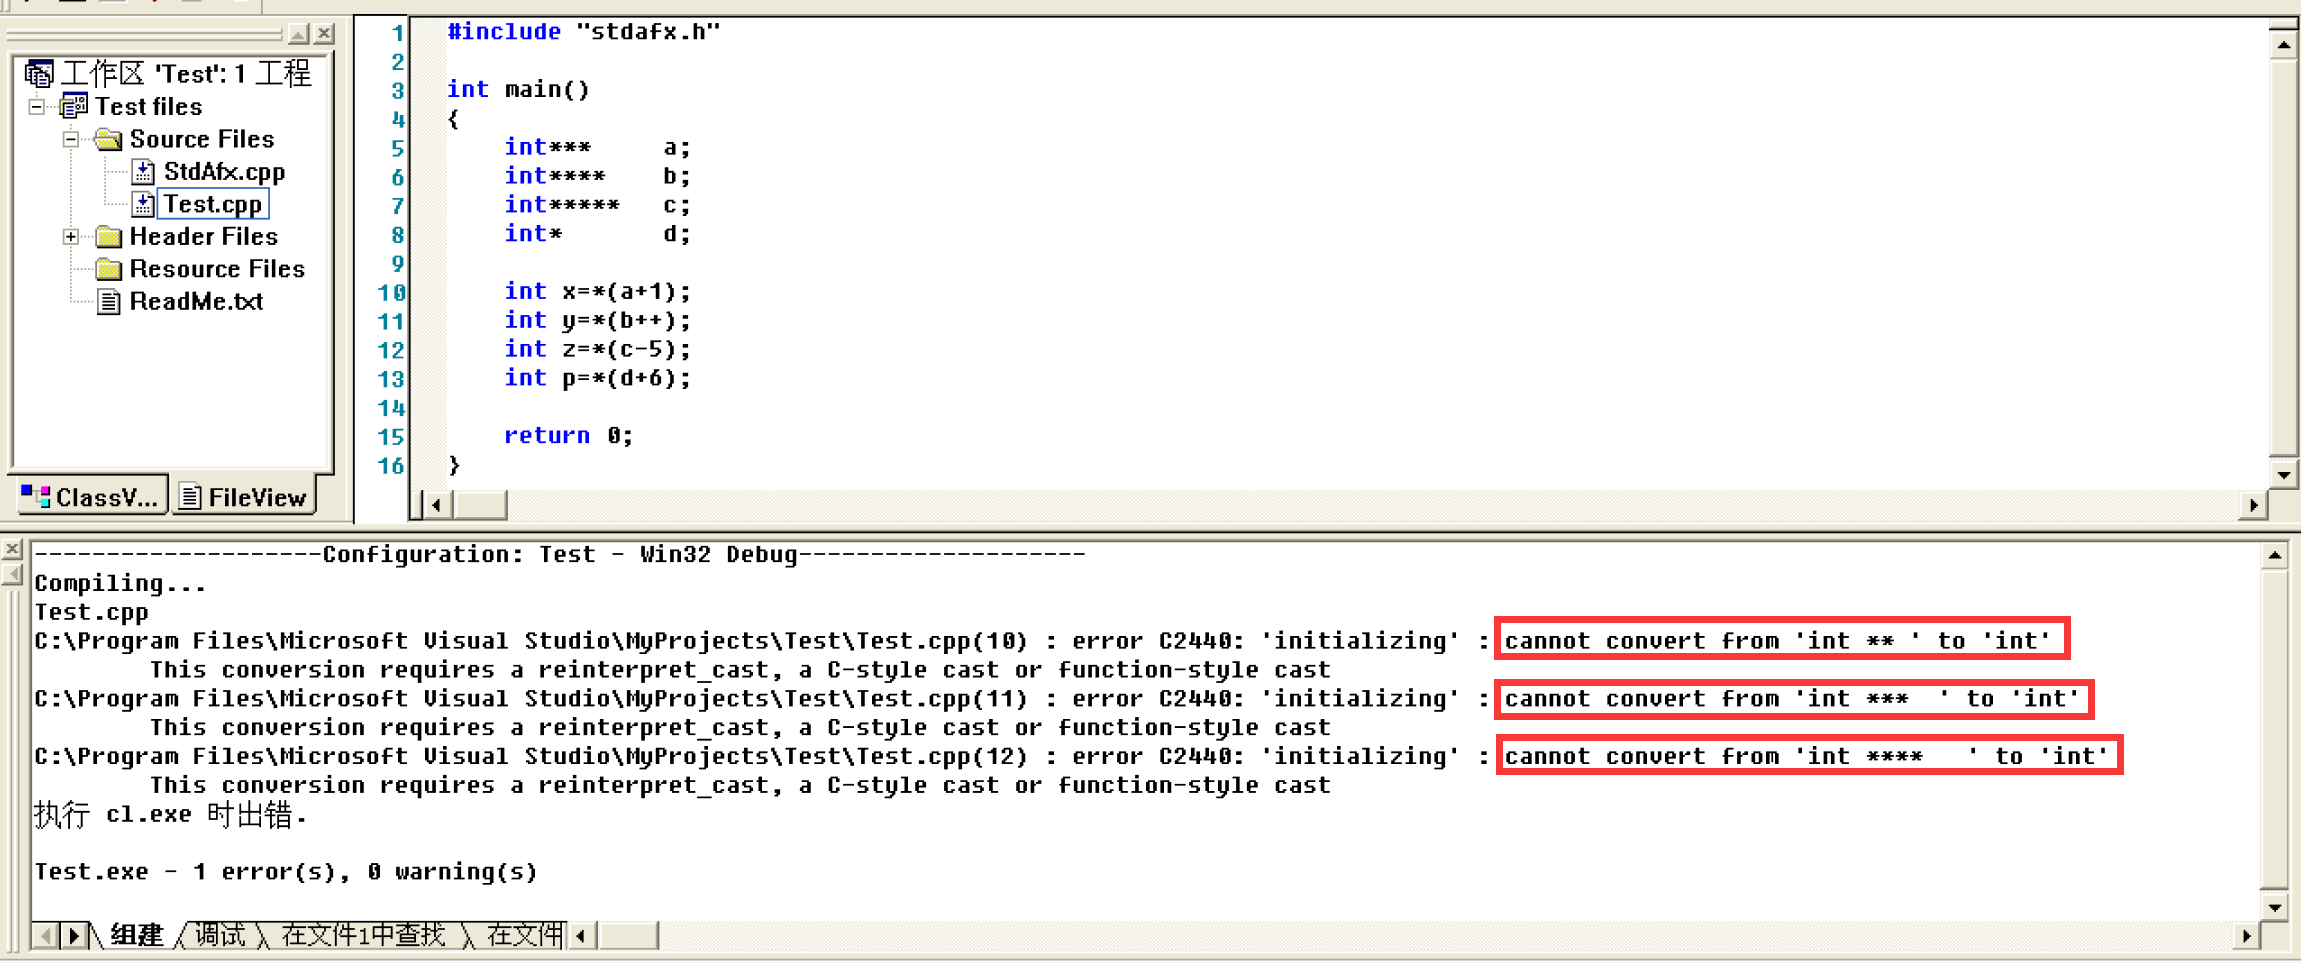 工作区 'Test': 1 工程
Test files
Source Files
StdAfx.cpp
Test.cpp
Header Files
Resource Files
ReadMe.txt
ClassV...
FileView
1 #include "stdafx.h"
2
3 int main()
4 {
5     int***     a;
6     int****    b;
7     int*****   c;
8     int*       d;
9
10     int x=*(a+1);
11     int y=*(b++);
12     int z=*(c-5);
13     int p=*(d+6);
14
15     return 0;
16 }
--------------------Configuration: Test - Win32 Debug--------------------
Compiling...
Test.cpp
C:\Program Files\Microsoft Visual Studio\MyProjects\Test\Test.cpp(10) : error C2440: 'initializing' : cannot convert from 'int ** ' to 'int'
        This conversion requires a reinterpret_cast, a C-style cast or function-style cast
C:\Program Files\Microsoft Visual Studio\MyProjects\Test\Test.cpp(11) : error C2440: 'initializing' : cannot convert from 'int ***  ' to 'int'
        This conversion requires a reinterpret_cast, a C-style cast or function-style cast
C:\Program Files\Microsoft Visual Studio\MyProjects\Test\Test.cpp(12) : error C2440: 'initializing' : cannot convert from 'int ****   ' to 'int'
        This conversion requires a reinterpret_cast, a C-style cast or function-style cast
执行 cl.exe 时出错.
Test.exe - 1 error(s), 0 warning(s)
组建 调试 在文件1中查找 在文件